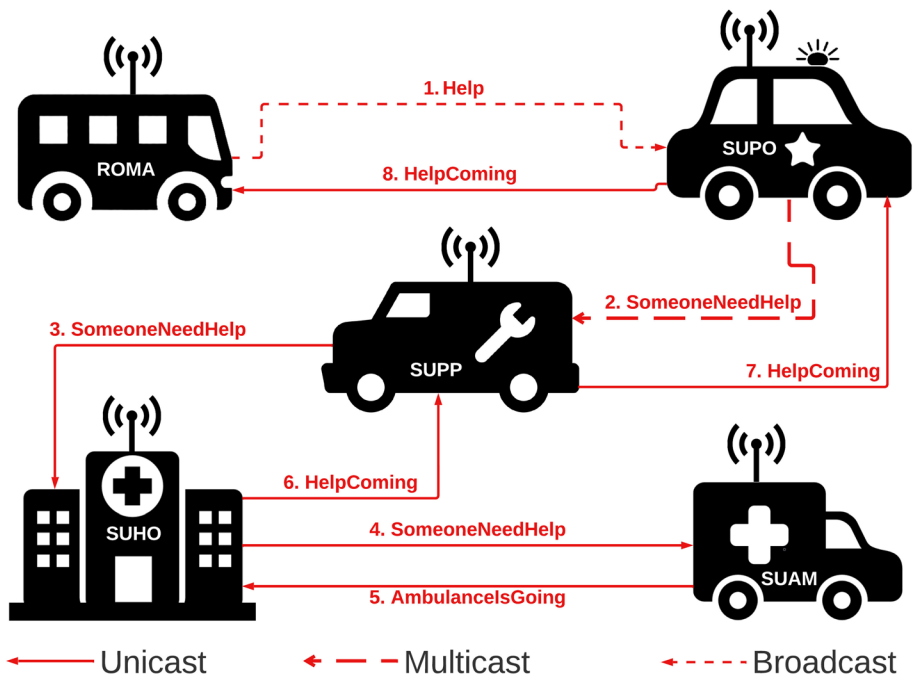 1. Help
ROMA
SUPO
8. HelpComing
2. SomeoneNeedHelp
3. SomeoneNeedHelp
SUPP
7. HelpComing
6. HelpComing
SUHO
4. SomeoneNeedHelp
SUAM
5. AmbulanceIsGoing
Unicast
Multicast
Broadcast